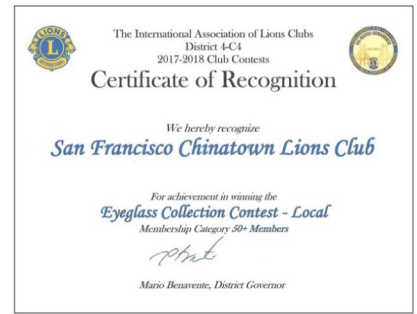 The International Association of Lions Clubs
District 4-C4
2017-2018 Club Contests
Certificate of Recognition
We hereby recognize
San Francisco Chinatown Lions Club
For achievement in winning the
Eyeglass Collection Contest - Local
Membership Category 50+ Members
Mario Benavente, District Governor
LIONS
L
INTERNATIONAL